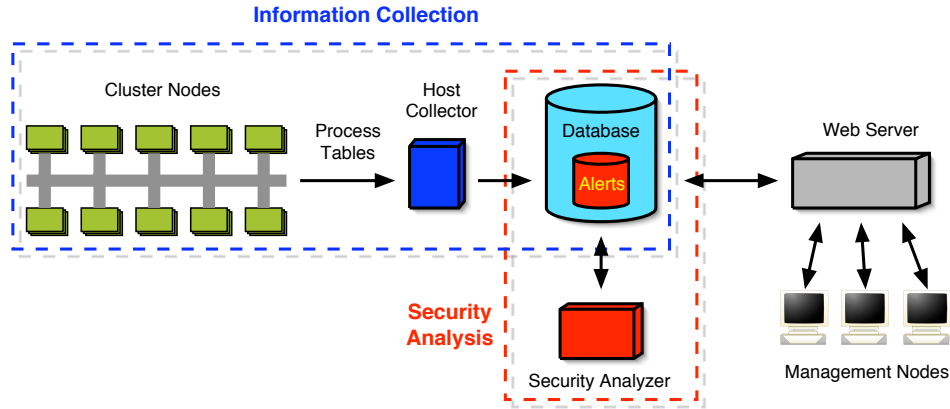 Information Collection
Cluster Nodes
Process
Tables
Host
Collector
Database
Alerts
Web Server
Security
Analysis
Security Analyzer
Management Nodes